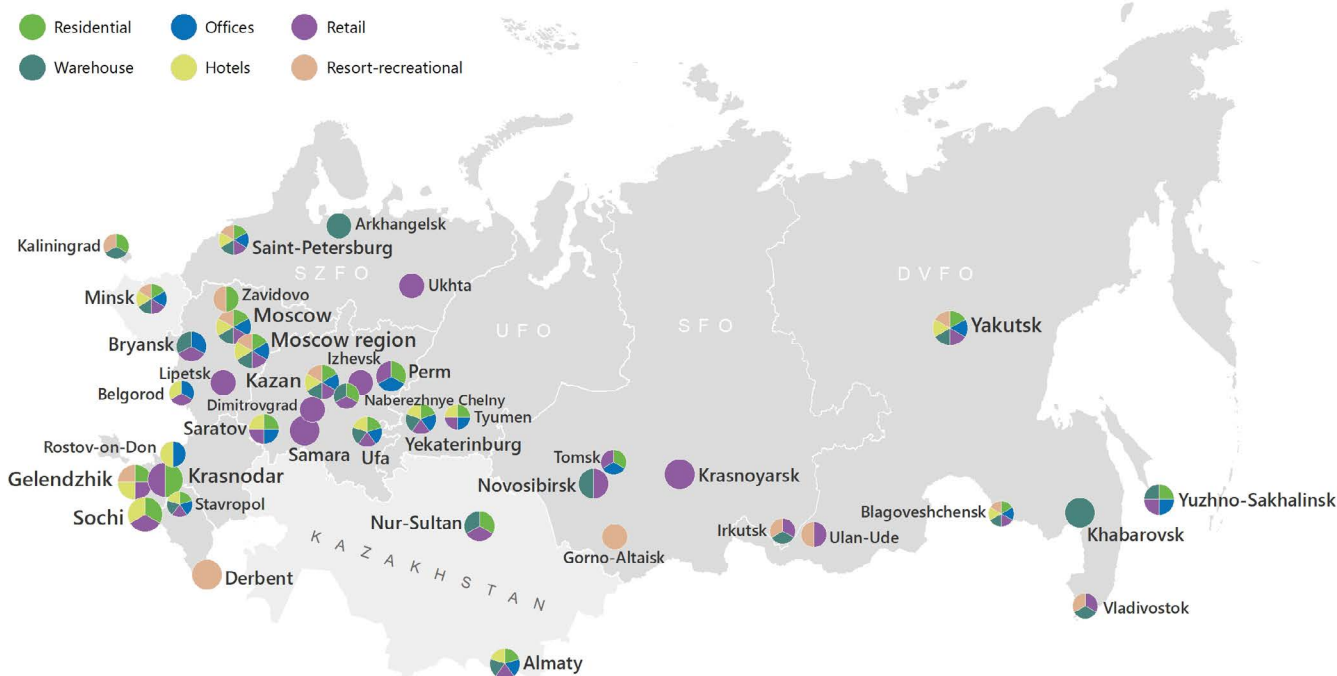 Residential
Offices
Retail
Warehouse
Hotels
Resort-recreational
Arkhangelsk
Kaliningrad
Saint-Petersburg
SZFO
DVFO
Ukhta
Minsk
Zavidovo
Moscow
UFO
SFO
Yakutsk
Bryansk
Moscow region
Izhevsk
Lipetsk
Kazan
Perm
Belgorod
Naberezhnye Chelny
Dimitrovgrad
Tyumen
Saratov
Yekaterinburg
Rostov-on-Don
Samara
Ufa
Tomsk
Gelendzhik
Krasnodar
Krasnoyarsk
Novosibirsk
Stavropol
Yuzhno-Sakhalinsk
Sochi
Blagoveshchensk
Nur-Sultan
Irkutsk
Ulan-Ude
Khabarovsk
KAZAKHSTAN
Gorno-Altaisk
Derbent
Vladivostok
Almaty